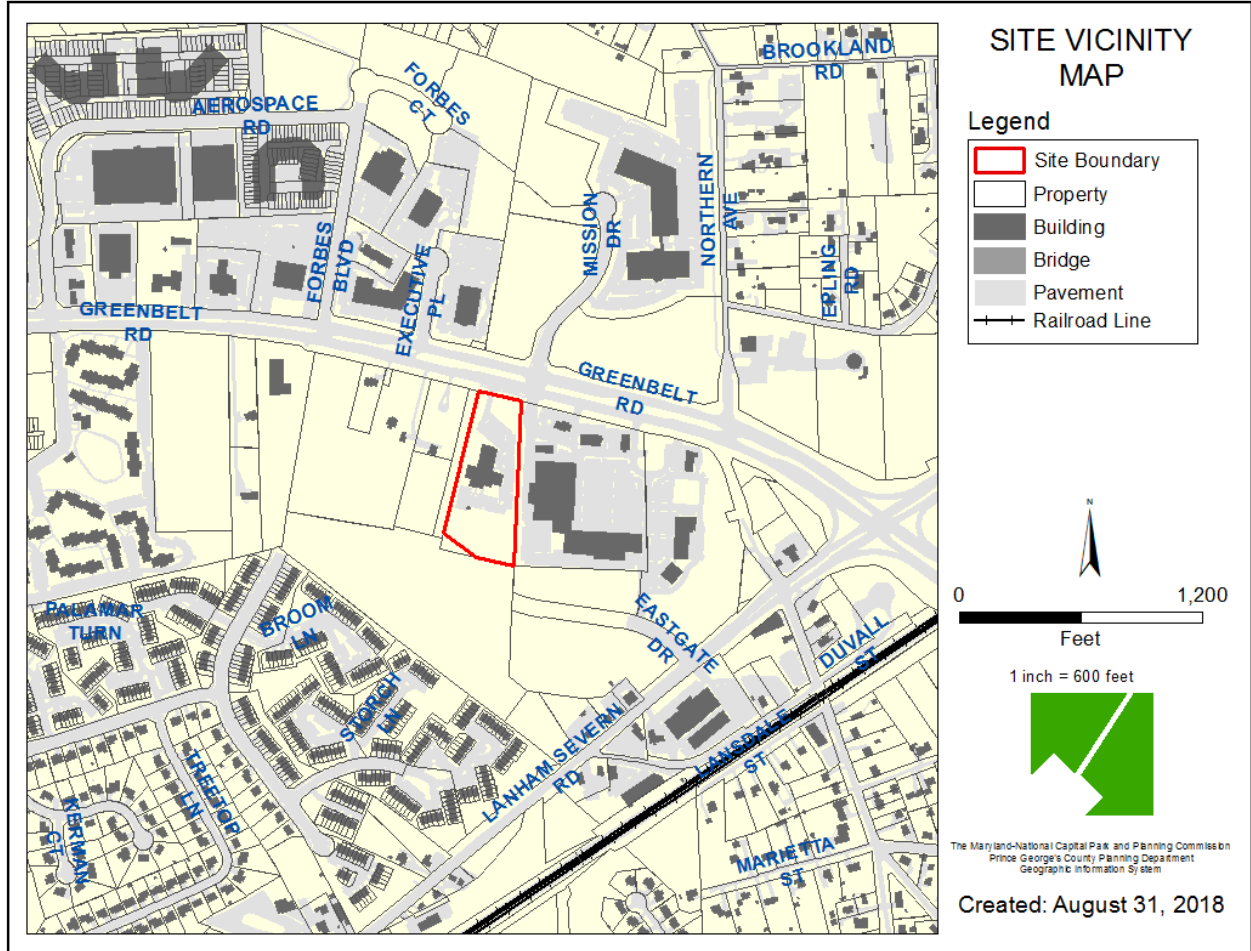 SITE VICINITY
MAP
Legend
Site Boundary
Property
Building
Bridge
Pavement
Railroad Line
BROOKLAND
RD
FORBES
CT
AEROSPACE
RD
NORTHERN
AVE
MISSION
DR
EPLING
RD
FORBES
BLVD
EXECUTIVE
PL
GREENBELT
RD
GREENBELT
RD
PALAMAR
TURN
BROOM
LN
STORCH
LN
EASTGATE
DR
DUVALL
ST
LANHAM SEVERN
RD
LANSDALE
ST
TREETOP
LN
KERMAN
CT
MARIETTA
ST
N
0 1,200
Feet
1 inch = 600 feet
The Maryland-National Capital Park and Planning Commission
Prince George's County Planning Department
Geographic Information System
Created: August 31, 2018